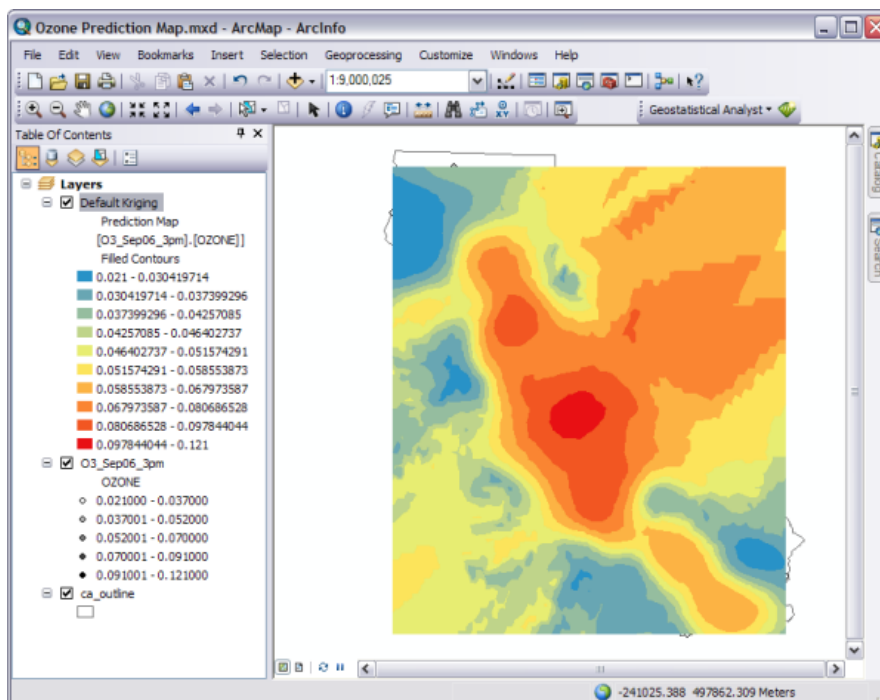 Ozone Prediction Map.mxd - ArcMap - ArcInfo
File Edit View Bookmarks Insert Selection Geoprocessing Customize Windows Help
1:9,000,025
Geostatistical Analyst
Table Of Contents
Layers
Default Kriging
Prediction Map
[O3_Sep06_3pm].[OZONE]]
Filled Contours
0.021 - 0.030419714
0.030419714 - 0.037399296
0.037399296 - 0.04257085
0.04257085 - 0.046402737
0.046402737 - 0.051574291
0.051574291 - 0.058553873
0.058553873 - 0.067973587
0.067973587 - 0.080686528
0.080686528 - 0.097844044
0.097844044 - 0.121
O3_Sep06_3pm
OZONE
0.021000 - 0.037000
0.037001 - 0.052000
0.052001 - 0.070000
0.070001 - 0.091000
0.091001 - 0.121000
ca_outline
Catalog
Search
-241025.388 497862.309 Meters